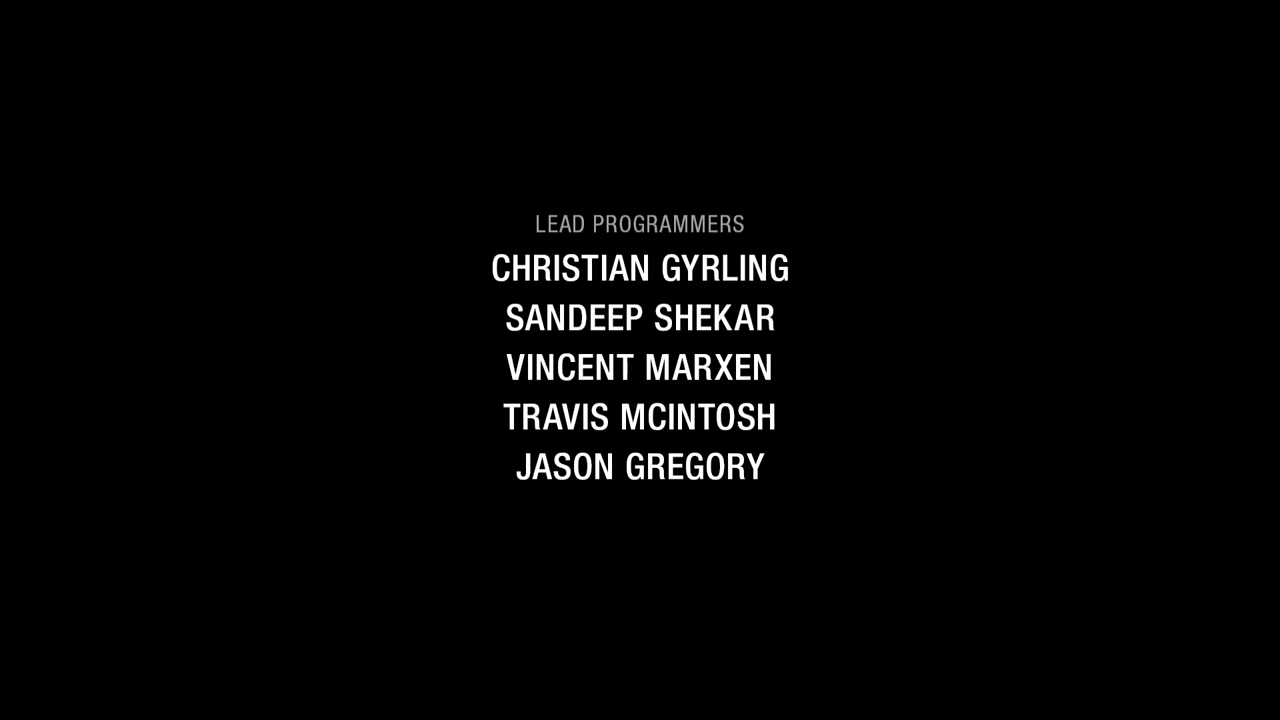 LEAD PROGRAMMERS
CHRISTIAN GYRLING
SANDEEP SHEKAR
VINCENT MARXEN
TRAVIS MCINTOSH
JASON GREGORY